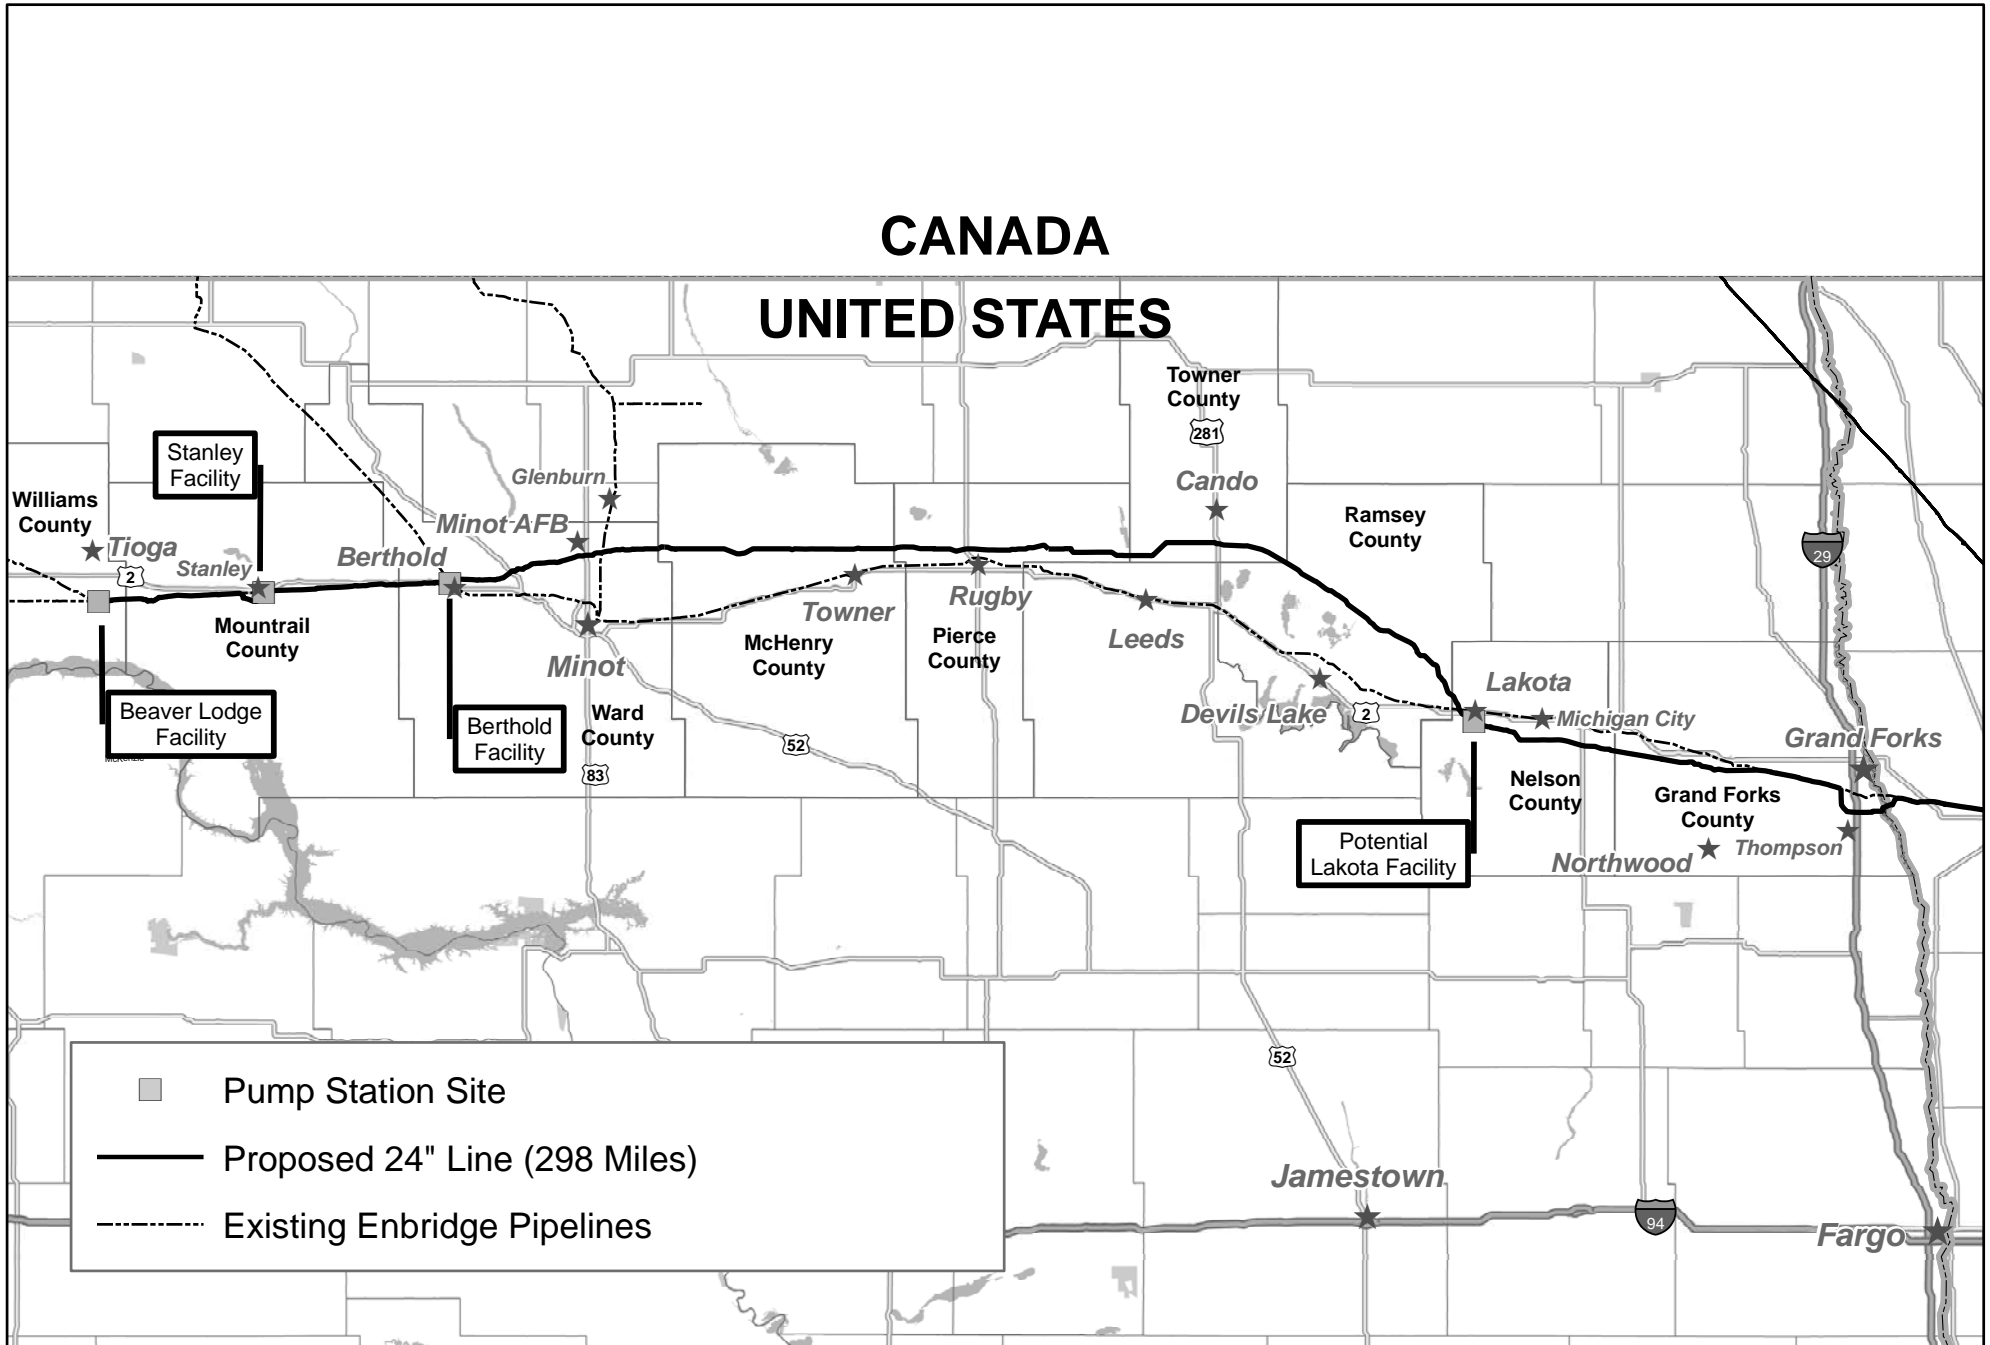 CANADA
UNITED STATES
Towner
County
281
Stanley
Facility
Glenburn
Cando
Williams
County
Minot AFB
Ramsey
County
Tioga
2
Stanley
Berthold
29
Mountrail
County
Towner
Rugby
Leeds
McHenry
County
Pierce
County
Minot
Lakota
Beaver Lodge
Facility
Berthold
Facility
Ward
County
Devils Lake
2
Michigan City
52
Grand Forks
McKenzie
83
Nelson
County
Grand Forks
County
Potential
Lakota Facility
Northwood
Thompson
52
Pump Station Site
Proposed 24" Line (298 Miles)
Existing Enbridge Pipelines
Jamestown
94
Fargo